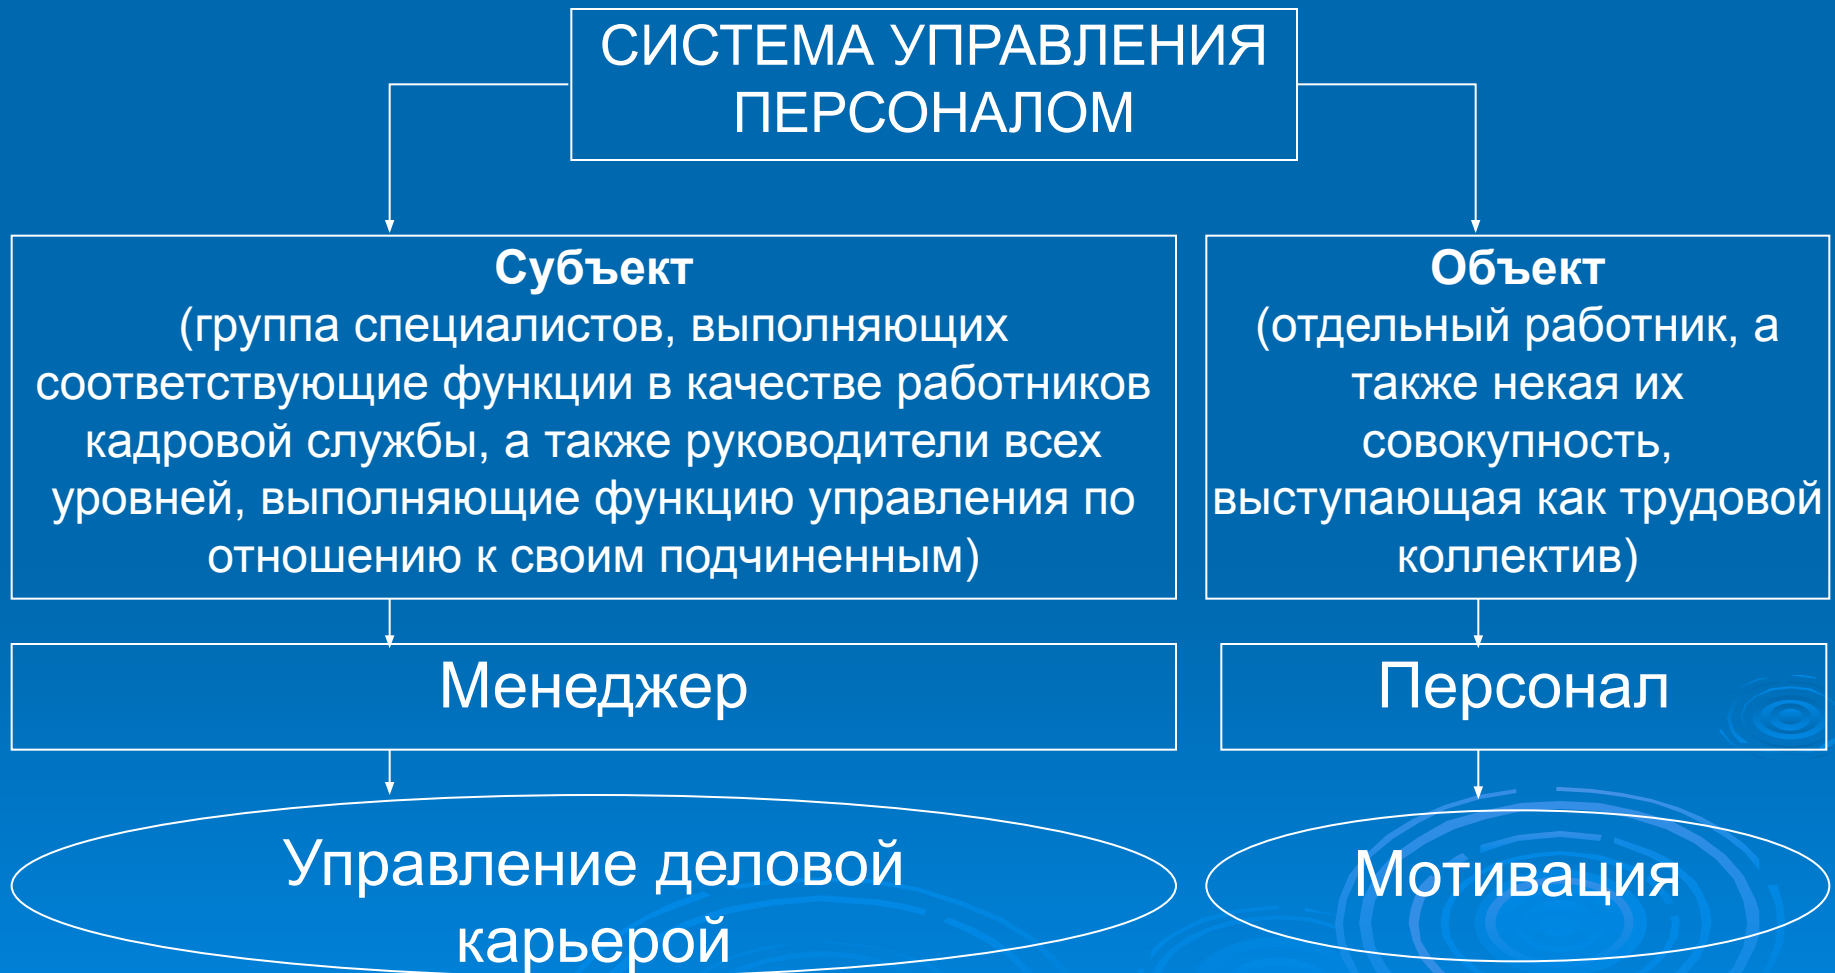 СИСТЕМА УПРАВЛЕНИЯ
ПЕРСОНАЛОМ
Субъект
(группа специалистов, выполняющих
соответствующие функции в качестве работников
кадровой службы, а также руководители всех
уровней, выполняющие функцию управления по
отношению к своим подчиненным)
Объект
(отдельный работник, а
также некая их
совокупность,
выступающая как трудовой
коллектив)
Менеджер
Персонал
Управление деловой
карьерой
Мотивация